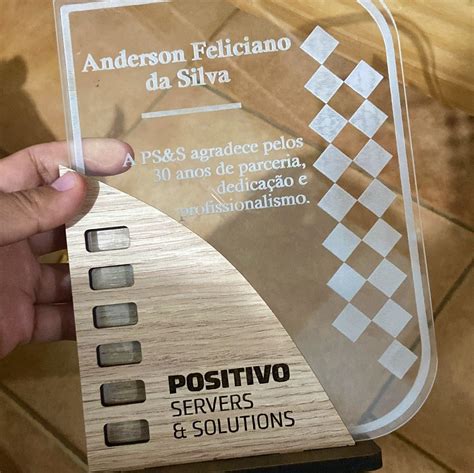 Anderson Feliciano
da Silva
A PS&S agradece pelos
30 anos de parceria,
dedicação e
profissionalismo.
POSITIVO
SERVERS
& SOLUTIONS